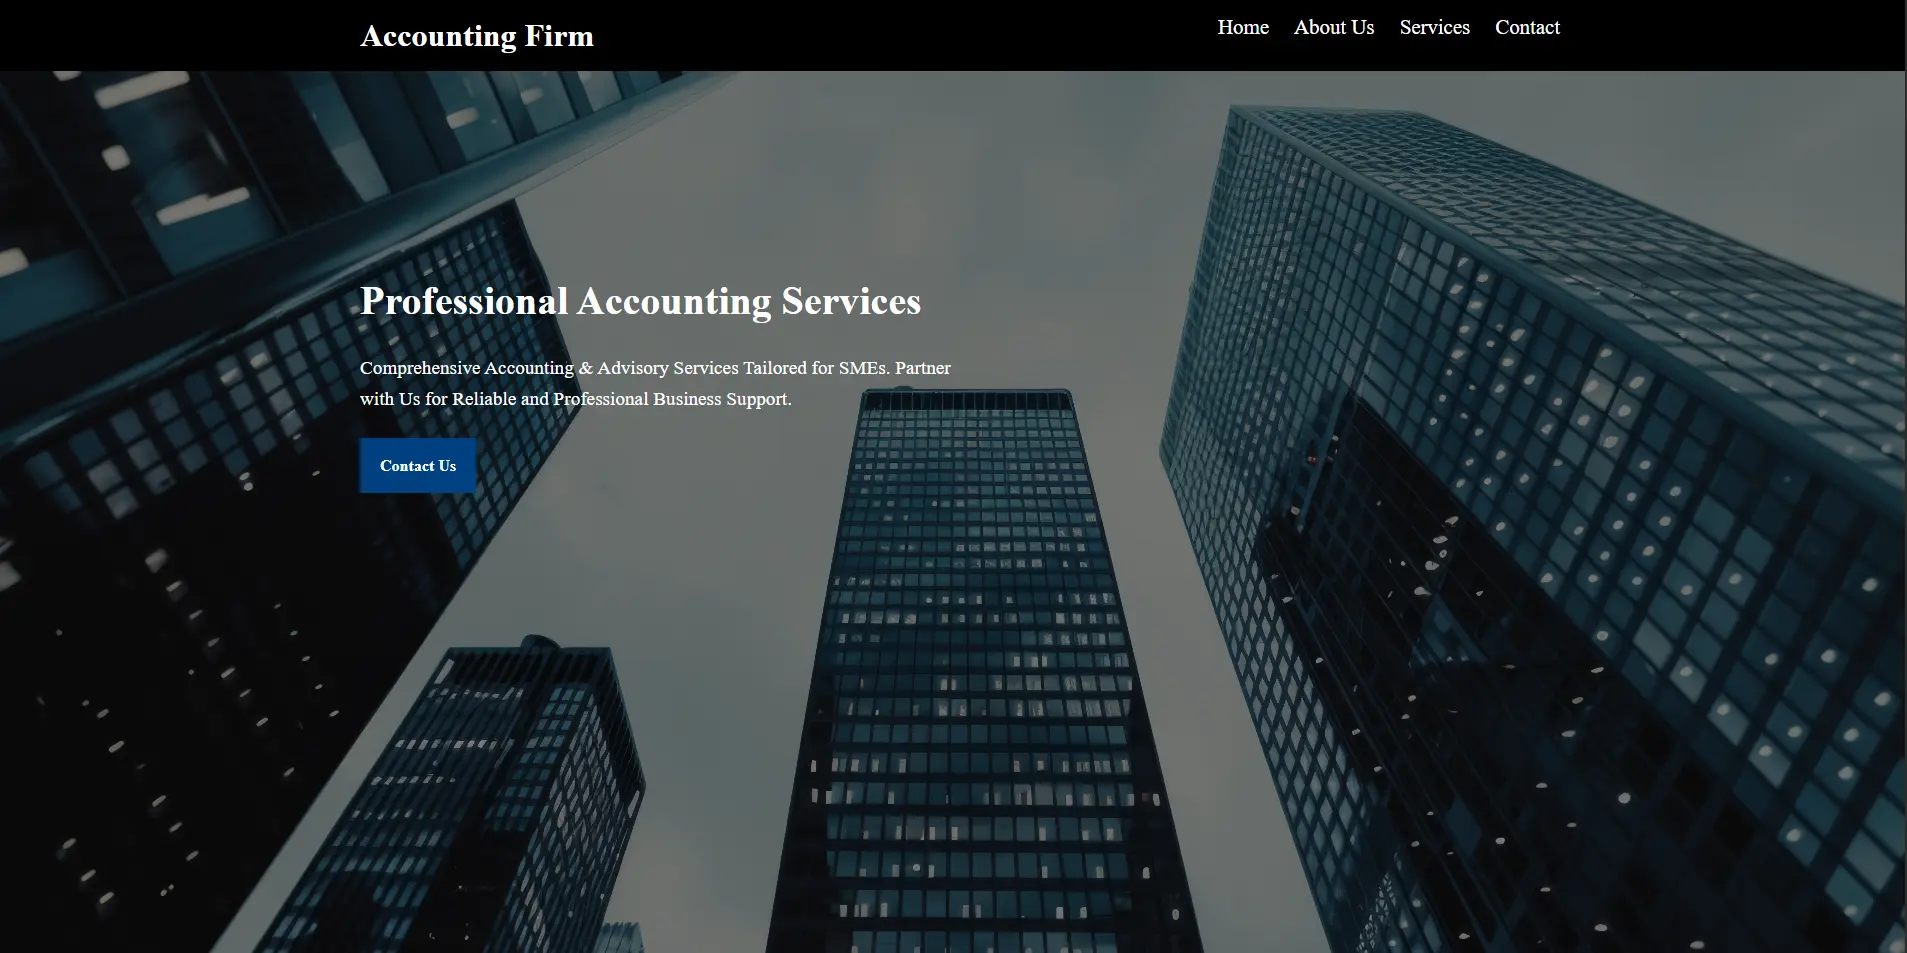 Accounting Firm
Home About Us Services Contact
Professional Accounting Services
Comprehensive Accounting & Advisory Services Tailored for SMEs. Partner
with Us for Reliable and Professional Business Support.
Contact Us